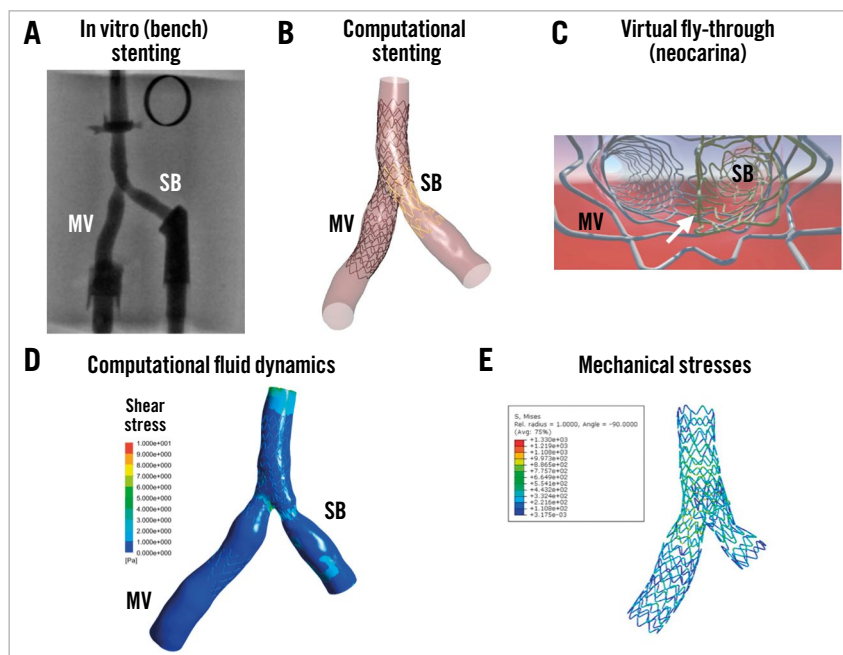 A
In vitro (bench)
stenting
SB
MV
B
Computational
stenting
SB
MV
C
Virtual fly-through
(neocarina)
SB
MV
D
Computational fluid dynamics
Shear
stress
1.000e+001
9.000e+000
8.000e+000
7.000e+000
6.000e+000
5.000e+000
4.000e+000
3.000e+000
2.000e+000
1.000e+000
0.000e+000
[Pa]
SB
MV
E
Mechanical stresses
S, Mises
Rel. radius = 1.0000, Angle = -90.0000
(Avg: 75%)
+1.330e+03
+1.219e+03
+1.108e+03
+9.973e+02
+8.865e+02
+7.757e+02
+6.649e+02
+5.541e+02
+4.432e+02
+3.324e+02
+2.216e+02
+1.108e+02
+3.175e-03